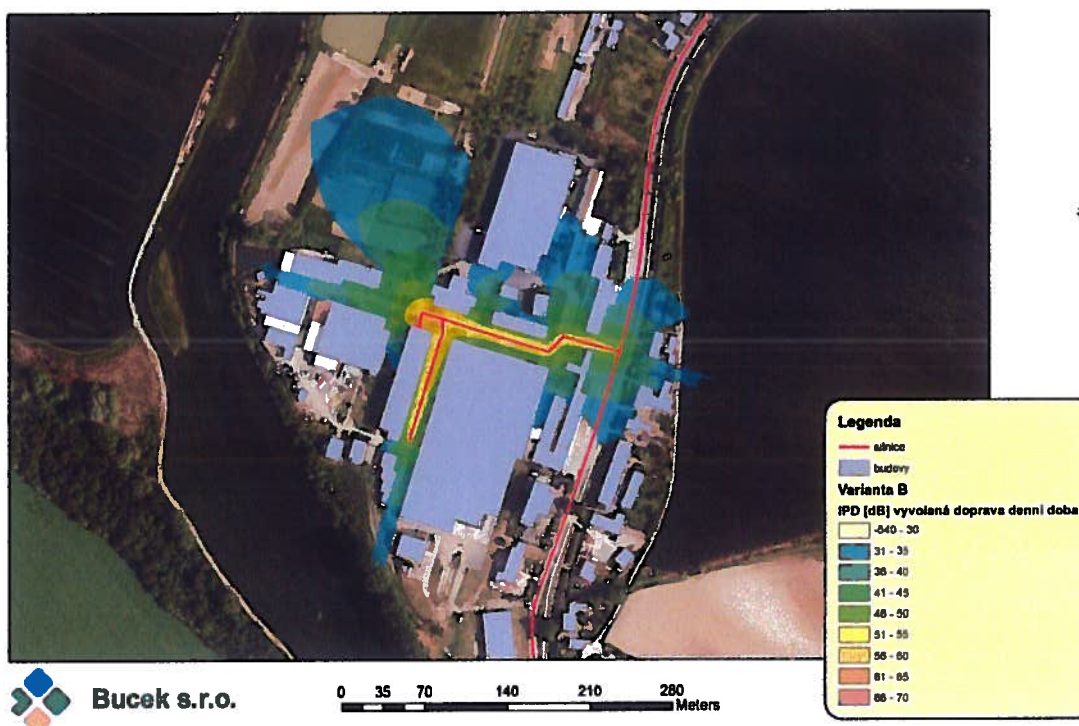 Legenda
silnice
budovy
Varianta B
IPD [dB] vyvolaná doprava denní doba
-640 - 30
31 - 35
36 - 40
41 - 45
46 - 50
51 - 55
56 - 60
61 - 65
66 - 70
Bucek s.r.o.
0 35 70 140 210 280
Meters